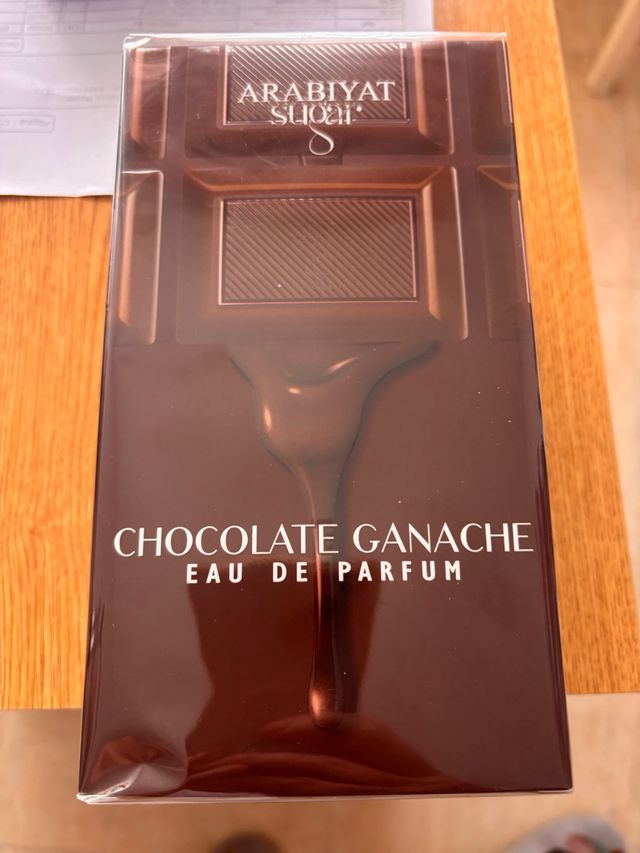 ARABIYAT
sugar
CHOCOLATE GANACHE
EAU DE PARFUM